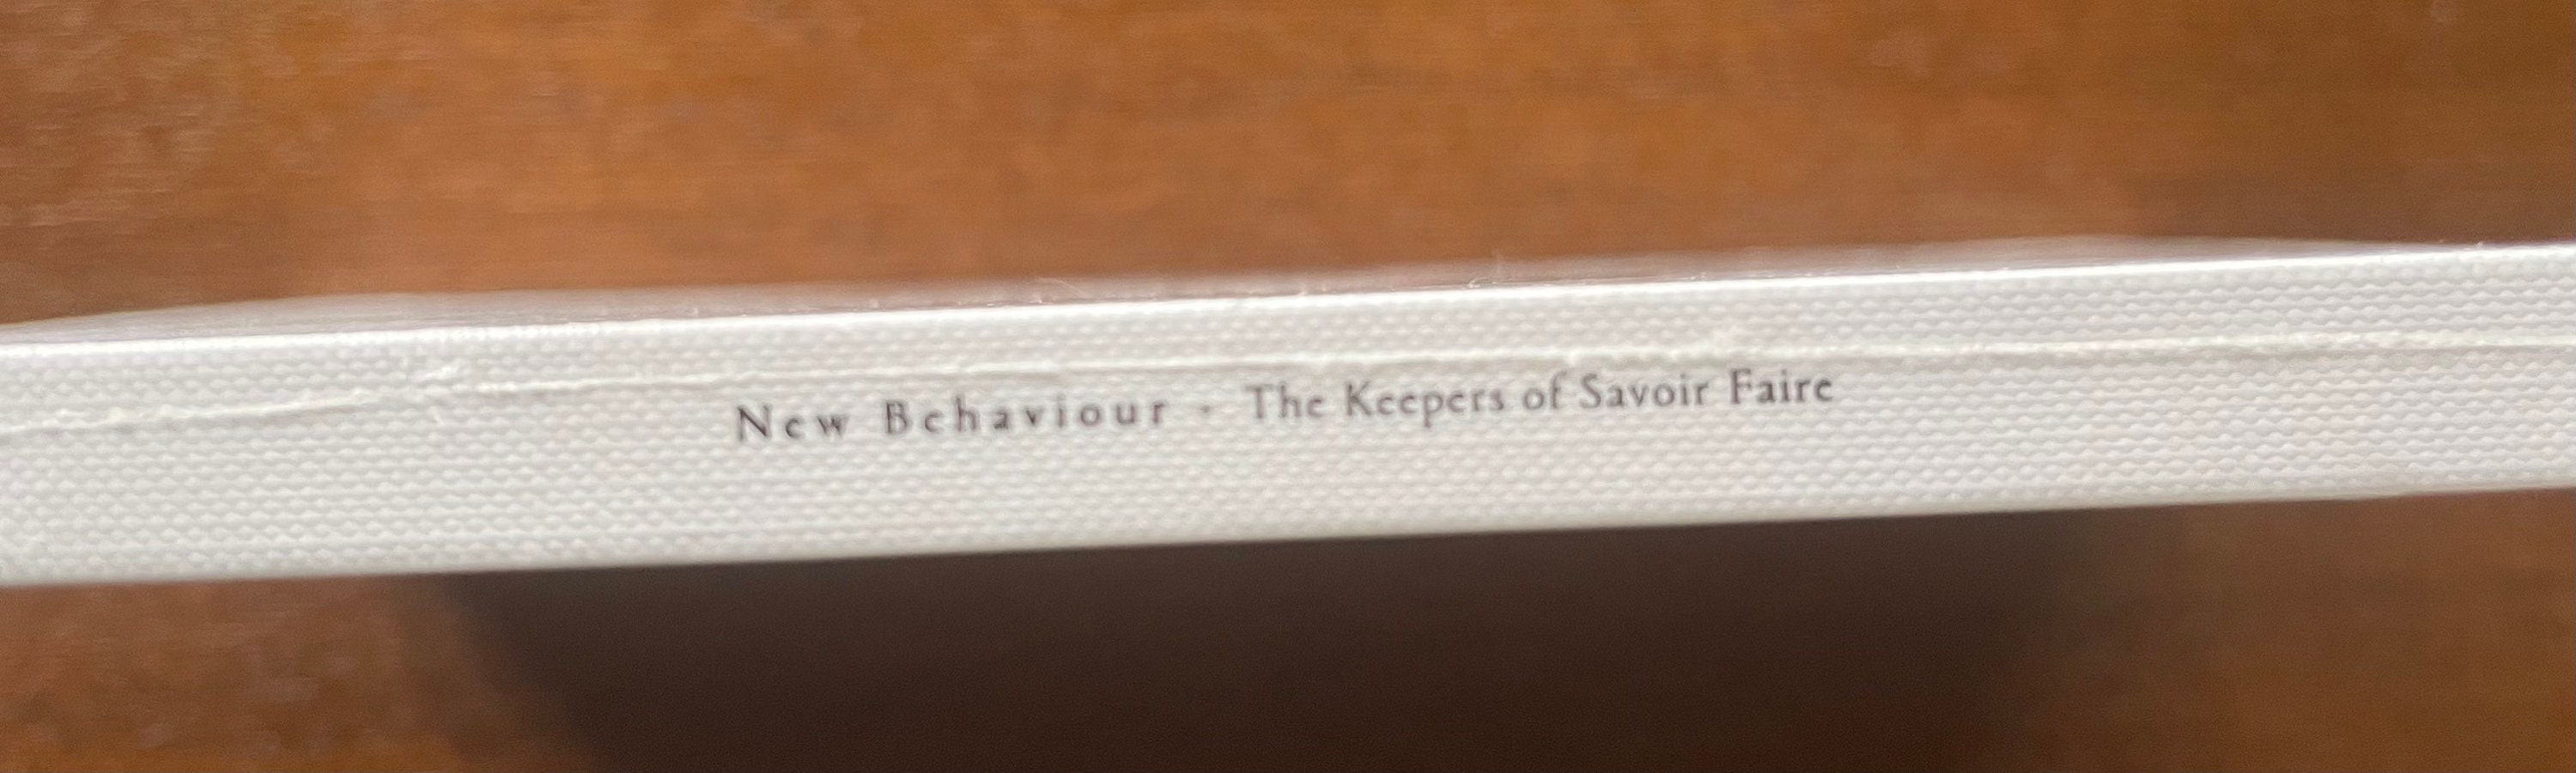 New Behaviour · The Keepers of Savoir Faire